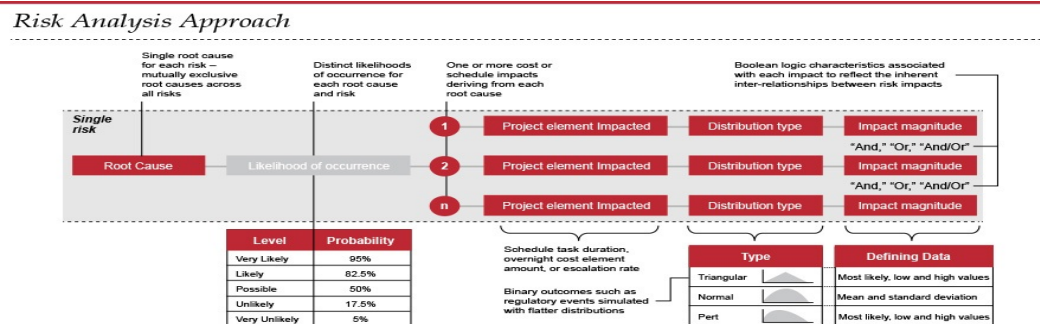 Risk Analysis Approach
Single root cause
for each risk –
mutually exclusive
root causes across
all risks
Distinct likelihoods
of occurrence for
each root cause
and risk
One or more cost or
schedule impacts
deriving from each
root cause
Boolean logic characteristics associated
with each impact to reflect the inherent
inter-relationships between risk impacts
Single
risk
1 Project element Impacted Distribution type Impact magnitude
"And," "Or," "And/Or"
Root Cause Likelihood of occurrence 2 Project element Impacted Distribution type Impact magnitude
"And," "Or," "And/Or"
n Project element Impacted Distribution type Impact magnitude
Level Probability
Very Likely 95%
Likely 82.5%
Possible 50%
Unlikely 17.5%
Very Unlikely 5%
Schedule task duration,
overnight cost element
amount, or escalation rate
Binary outcomes such as
regulatory events simulated
with flatter distributions
Type Defining Data
Triangular Most likely, low and high values
Normal Mean and standard deviation
Pert Most likely, low and high values